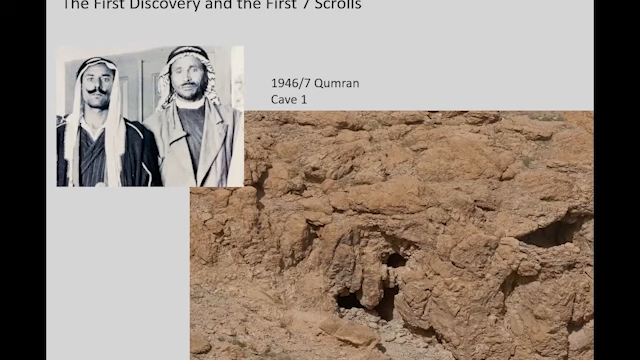 The First Discovery and the First 7 Scrolls
1946/7 Qumran
Cave 1